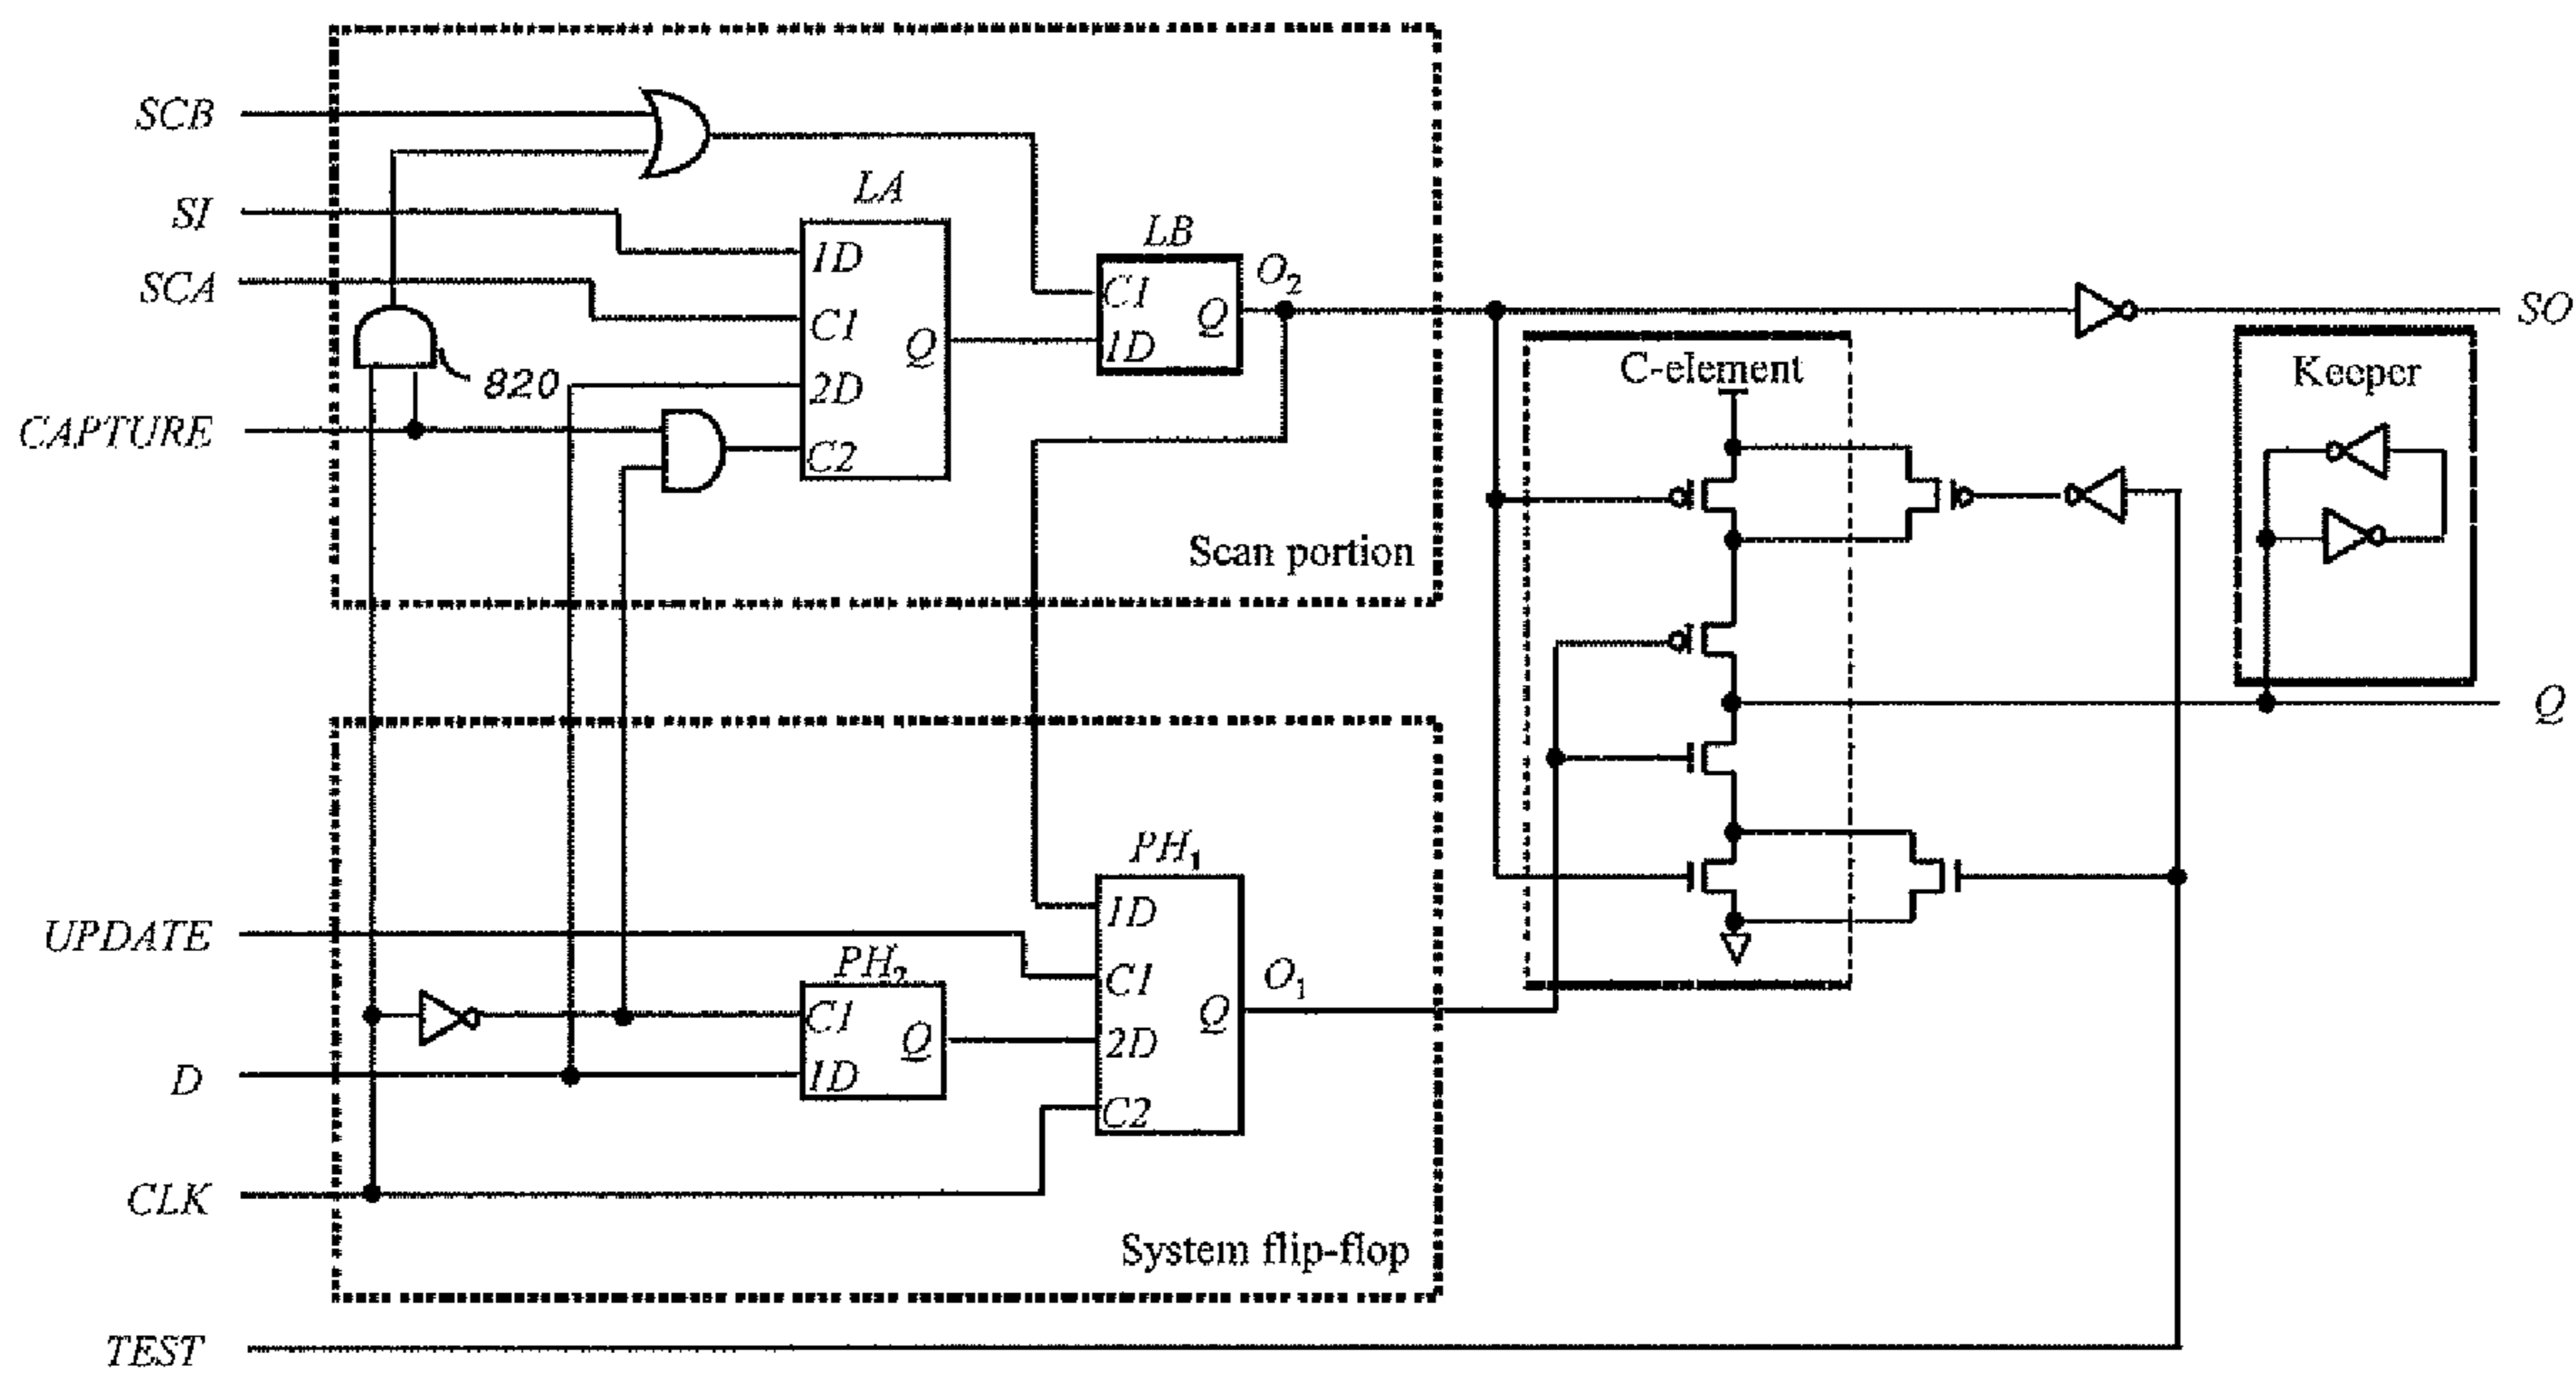 SCB
SI
SCA
820
CAPTURE
LA
1D
C1
2D
C2
Q
LB
C1
1D
Q
O2
Scan portion
C-element
Keeper
SO
Q
UPDATE
D
CLK
TEST
PH2
C1
1D
Q
PH1
1D
C1
2D
C2
Q
O1
System flip-flop